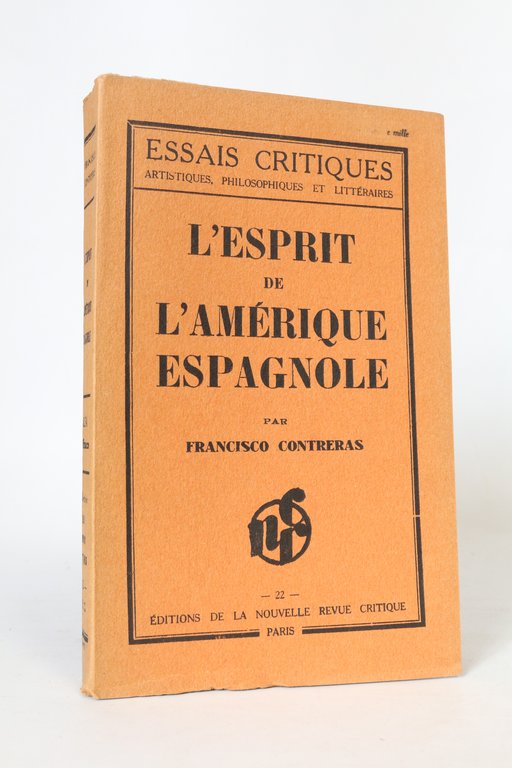 e mille
ESSAIS CRITIQUES
ARTISTIQUES, PHILOSOPHIQUES ET LITTÉRAIRES
L'ESPRIT
DE
L'AMÉRIQUE
ESPAGNOLE
PAR
FRANCISCO CONTRERAS
— 22 —
ÉDITIONS DE LA NOUVELLE REVUE CRITIQUE
PARIS